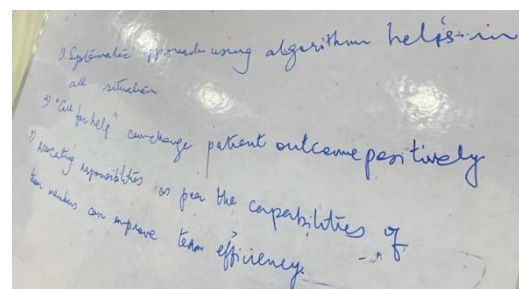 1) Systematic approach using algorithm helps in
all situation
2) "Call for help" can change patient outcome positively
3) Allocating responsibilities as peer the capabilities of
team members can improve team efficiency.